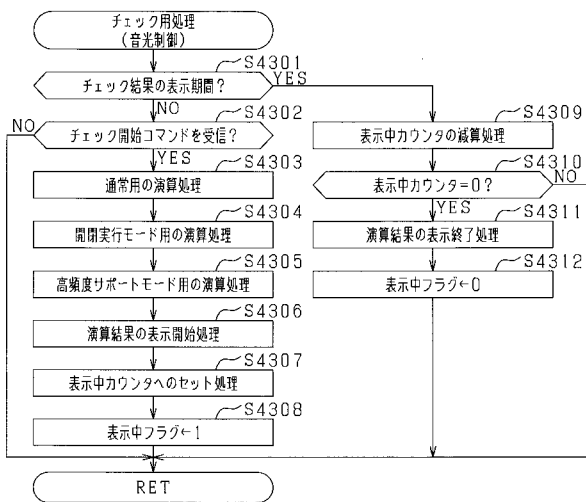 チェック用処理
(音光制御)
S4301
チェック結果の表示期間?
YES
NO
S4302
NO
チェック開始コマンドを受信?
YES
S4303
通常用の演算処理
S4304
開閉実行モード用の演算処理
S4305
高頻度サポートモード用の演算処理
S4306
演算結果の表示開始処理
S4307
表示中カウンタへのセット処理
S4308
表示中フラグ←1
RET
S4309
表示中カウンタの減算処理
S4310
表示中カウンタ=0?
NO
YES
S4311
演算結果の表示終了処理
S4312
表示中フラグ←0